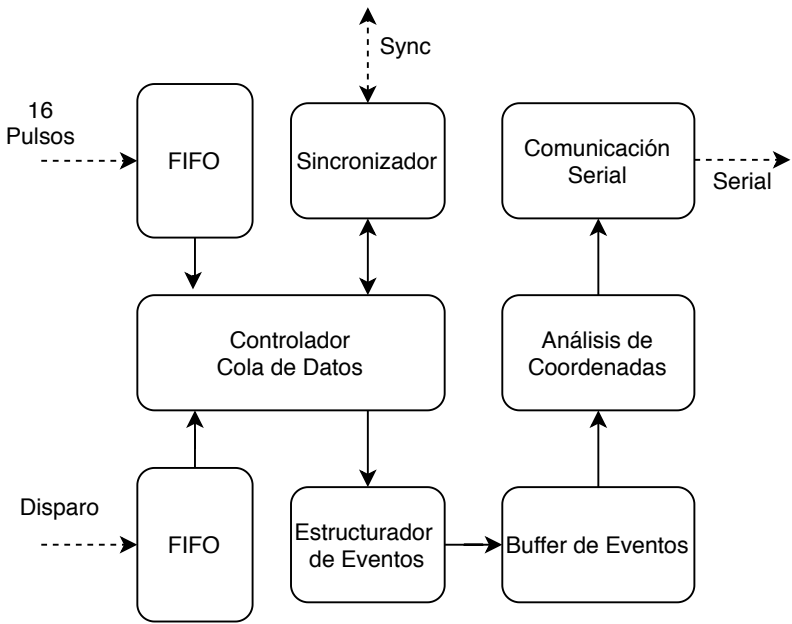 Sync
16
Pulsos
FIFO
Sincronizador
Comunicación
Serial
Serial
Controlador
Cola de Datos
Análisis de
Coordenadas
Disparo
FIFO
Estructurador
de Eventos
Buffer de Eventos